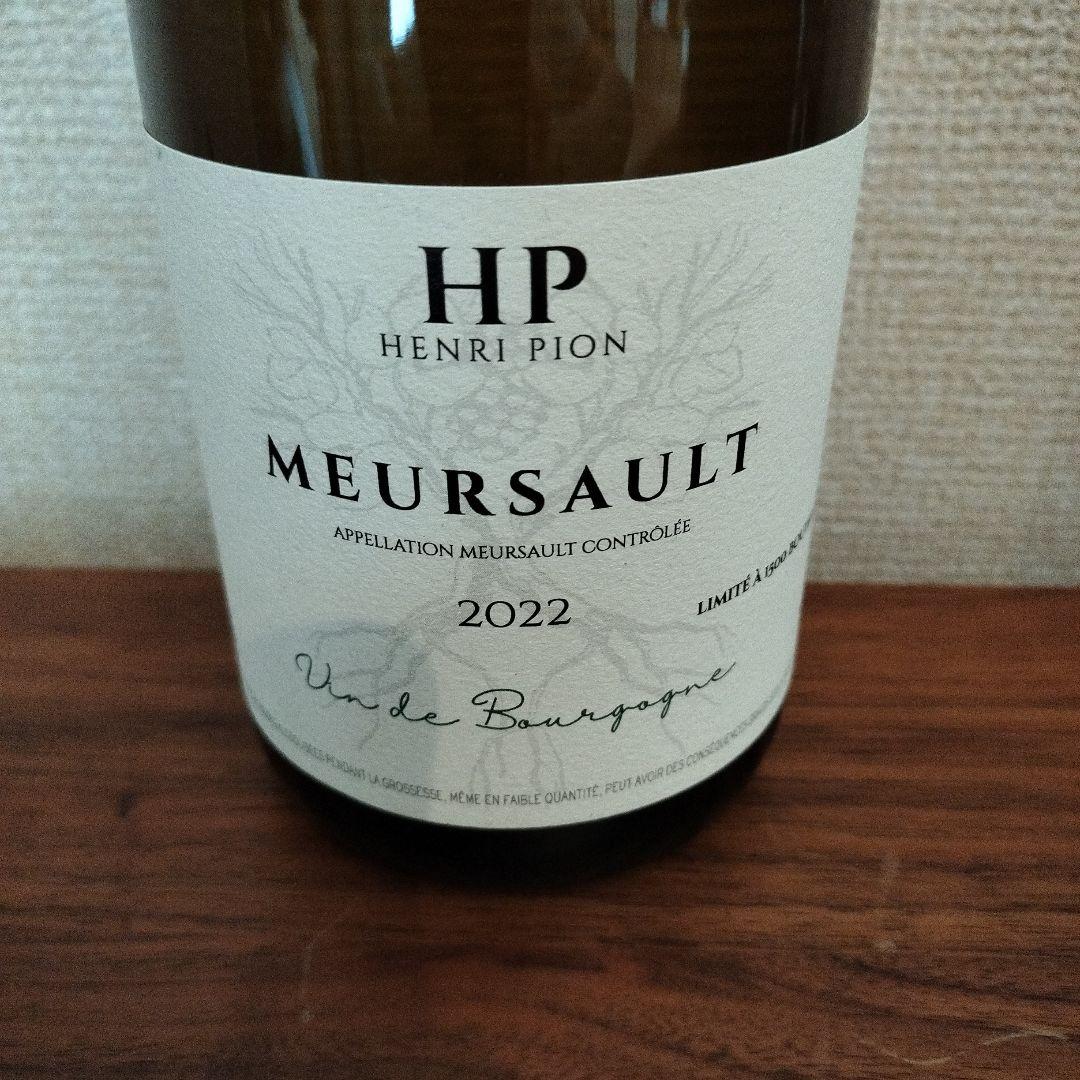 HP
HENRI PION
MEURSAULT
APPELLATION MEURSAULT CONTRÔLÉE
2022
LIMITÉ À 1300
Vin de Bourgogne
PENDANT LA GROSSESSE, MÊME EN FAIBLE QUANTITÉ, PEUT AVOIR DES